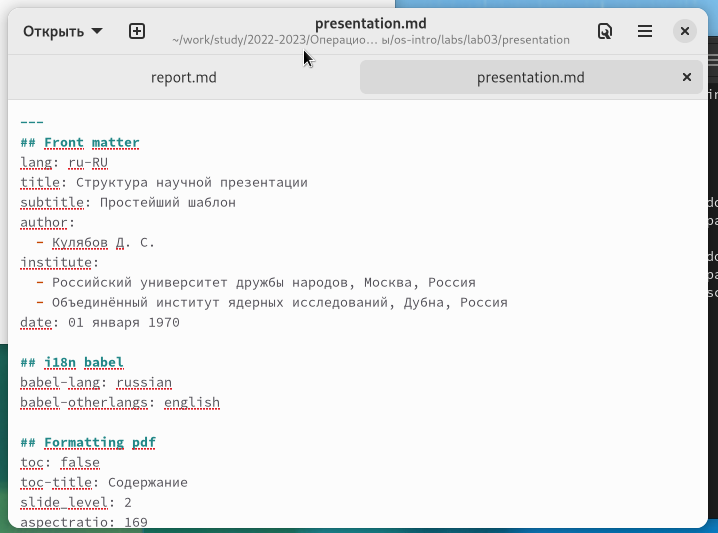 Открыть
presentation.md
~/work/study/2022-2023/Операцио… ы/os-intro/labs/lab03/presentation
report.md
presentation.md
---
## Front matter
lang: ru-RU
title: Структура научной презентации
subtitle: Простейший шаблон
author:
- Кулябов Д. С.
institute:
- Российский университет дружбы народов, Москва, Россия
- Объединённый институт ядерных исследований, Дубна, Россия
date: 01 января 1970
## i18n babel
babel-lang: russian
babel-otherlangs: english
## Formatting pdf
toc: false
toc-title: Содержание
slide_level: 2
aspectratio: 169